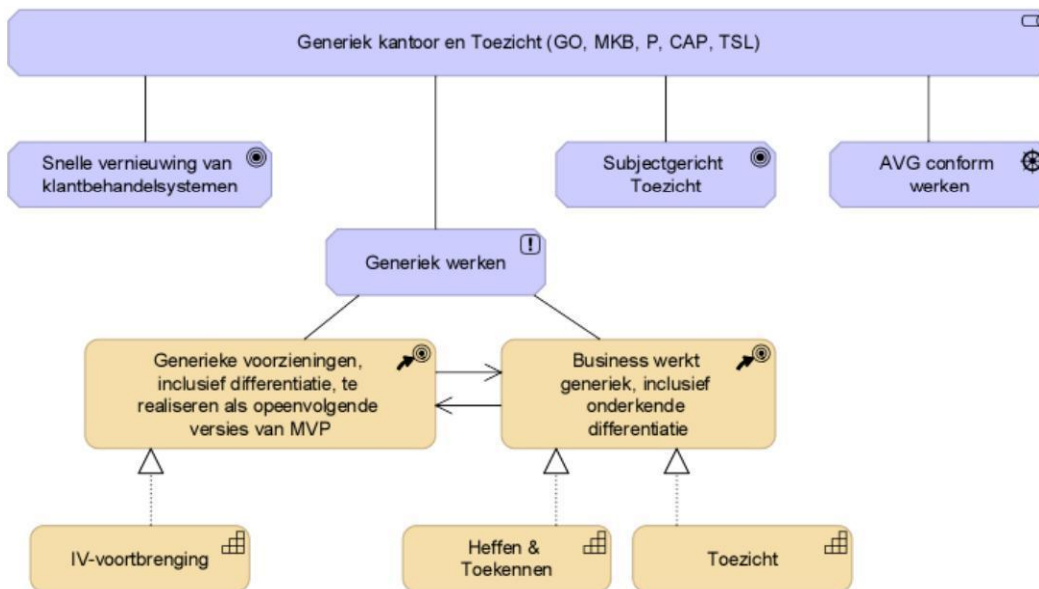 Generiek kantoor en Toezicht (GO, MKB, P, CAP, TSL)
Snelle vernieuwing van
klantbehandelsystemen
Subjectgericht
Toezicht
AVG conform
werken
Generiek werken
Generieke voorzieningen,
inclusief differentiatie, te
realiseren als opeenvolgende
versies van MVP
Business werkt
generiek, inclusief
onderkende
differentiatie
IV-voortbrenging
Heffen &
Toekennen
Toezicht